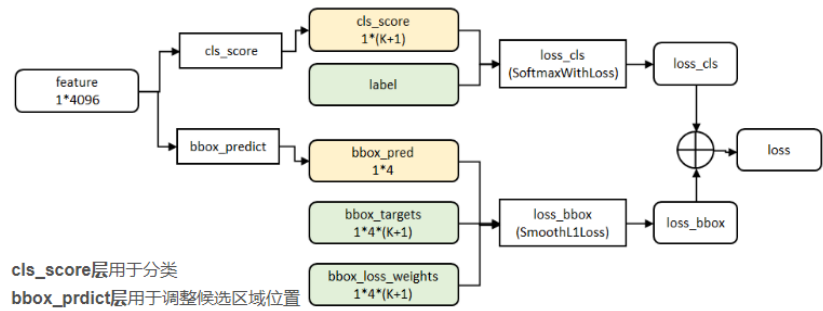 feature
1*4096
cls_score
bbox_predict
cls_score
1*(K+1)
label
bbox_pred
1*4
bbox_targets
1*4*(K+1)
bbox_loss_weights
1*4*(K+1)
loss_cls
(SoftmaxWithLoss)
loss_bbox
(SmoothL1Loss)
loss_cls
loss_bbox
loss
cls_score层用于分类
bbox_prdict层用于调整候选区域位置